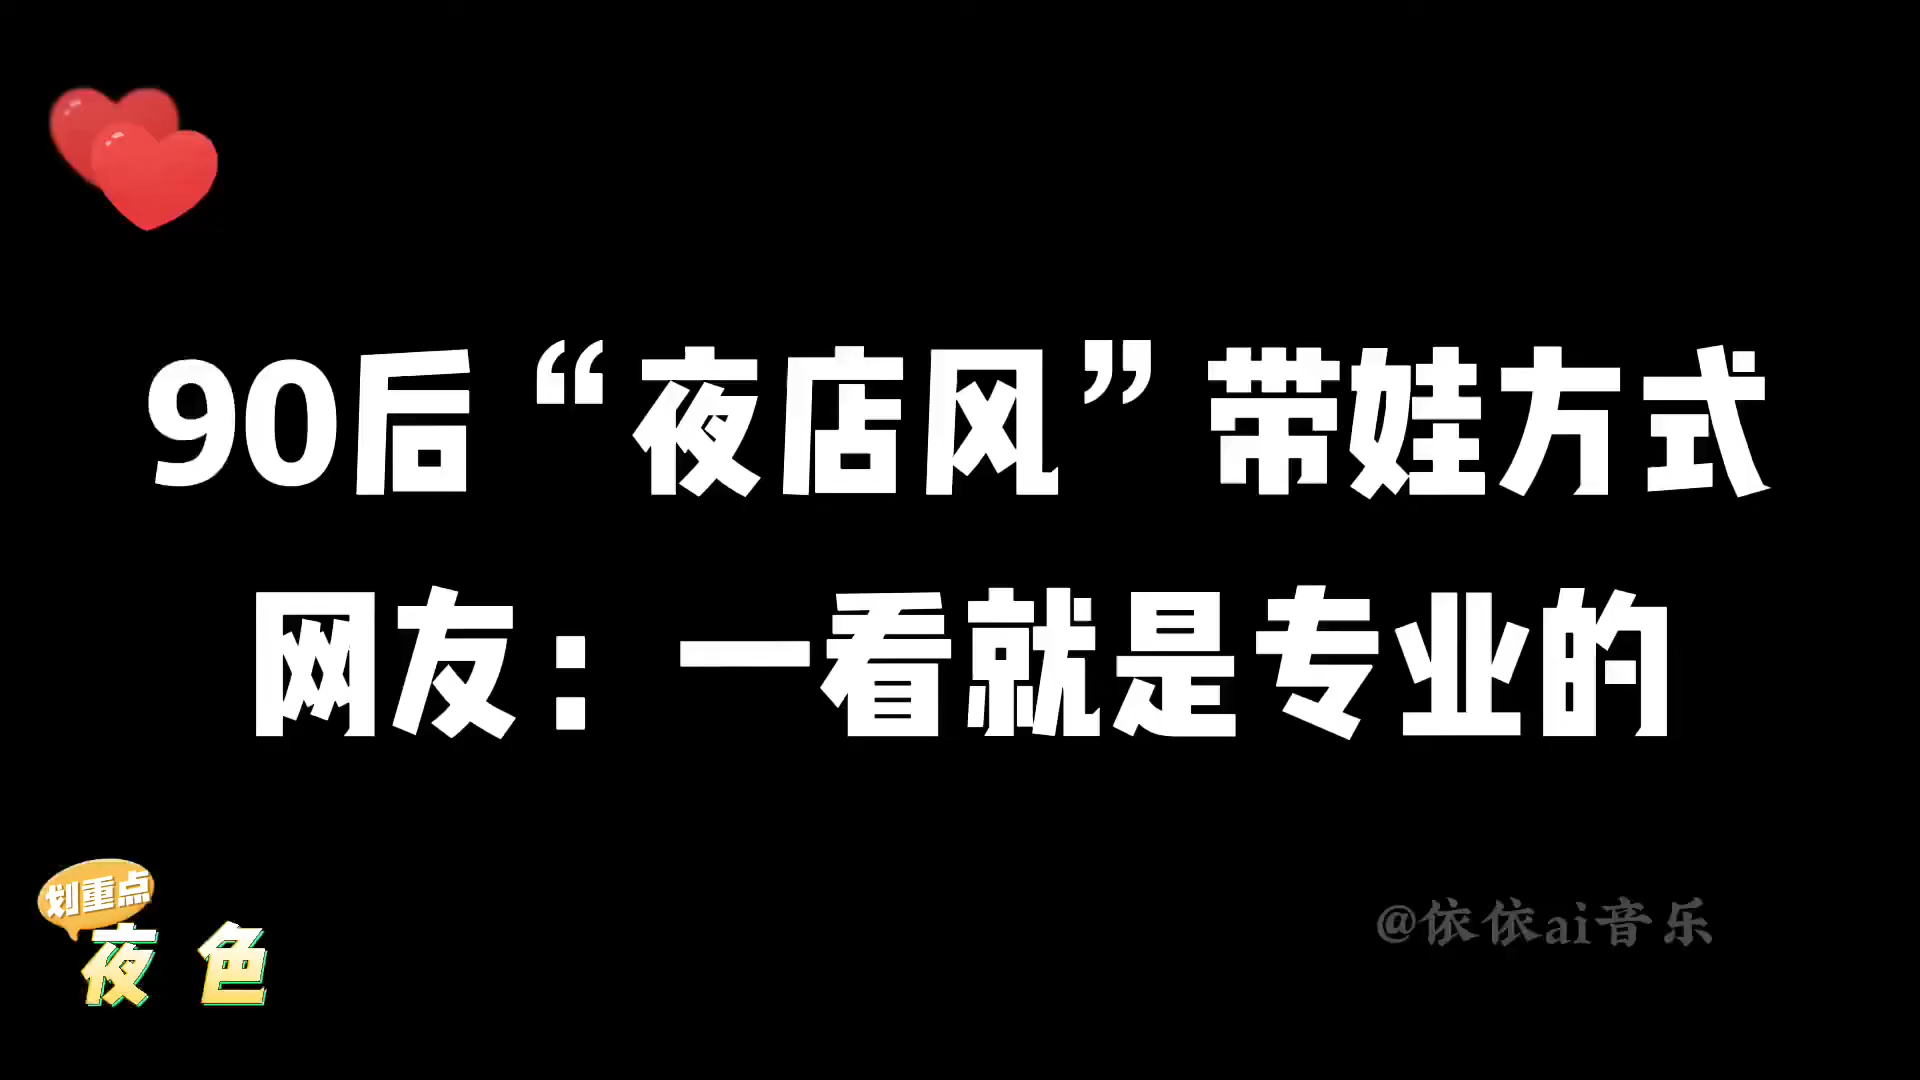 90后“夜店风”带娃方式
网友：一看就是专业的
划重点
夜色
@依依ai音乐